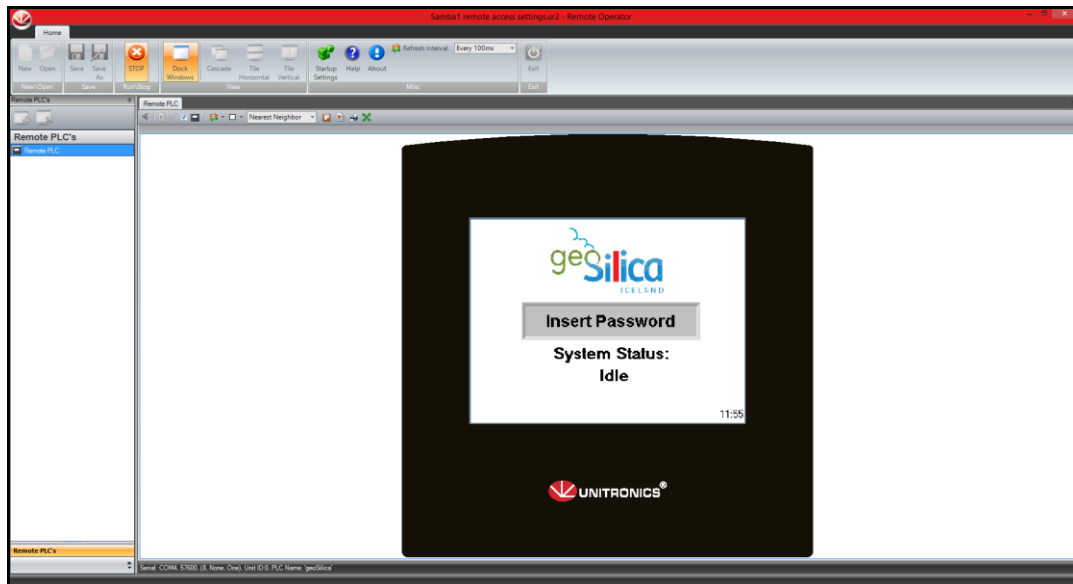 Samba1 remote access settings.ur2 - Remote Operator
Home
New Open Save Save As STOP Dock Windows Cascade Tile Horizontal Tile Vertical Startup Settings Help About Refresh interval Every 100ms Exit
New\Open Save Run\Stop View Misc Exit
Remote PLC's
Remote PLC
Nearest Neighbor
Remote PLC's
Remote PLC
geoSilica
ICELAND
Insert Password
System Status:
Idle
11:55
UNITRONICS®
Remote PLC's
Serial: COM4, 57600, (8, None, One), Unit ID:0, PLC Name: 'geoSilica'